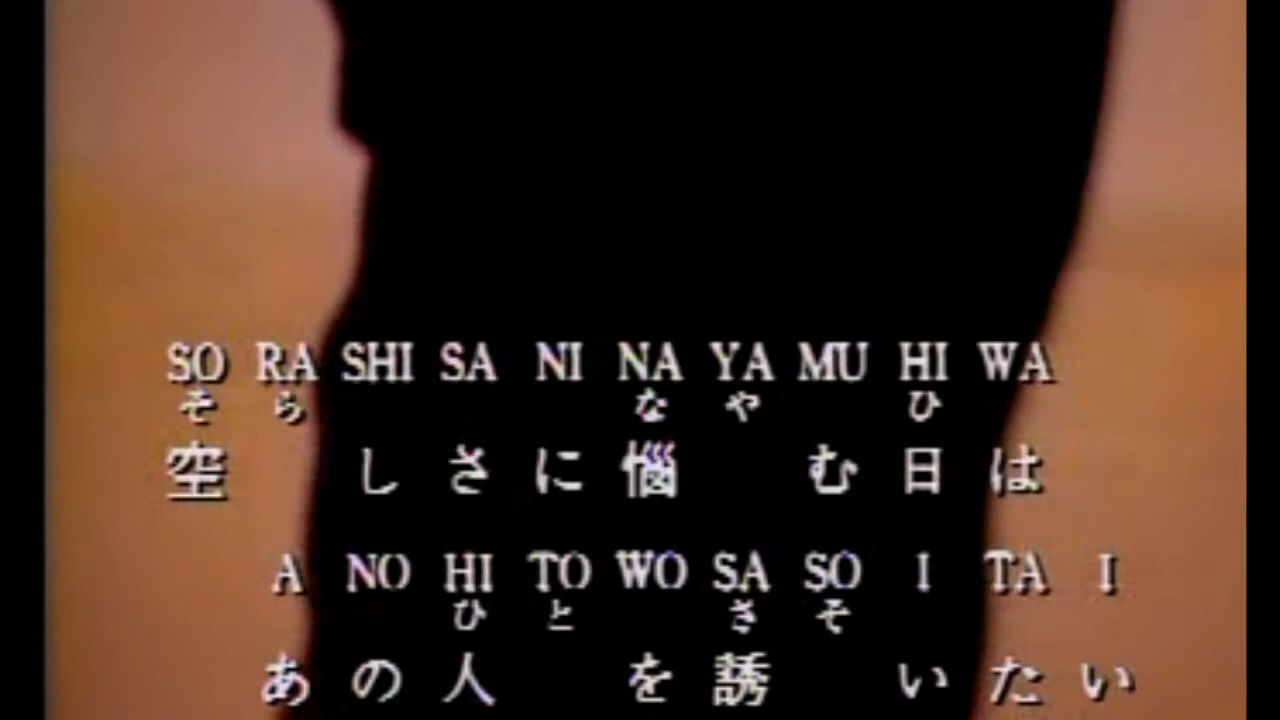 SO RA SHI SA NI NA YA MU HI WA
そ ら な や ひ
空 し さ に 悩 む 日 は
A NO HI TO WO SA SO I TA I
ひ と さ そ
あ の 人 を 誘 い た い